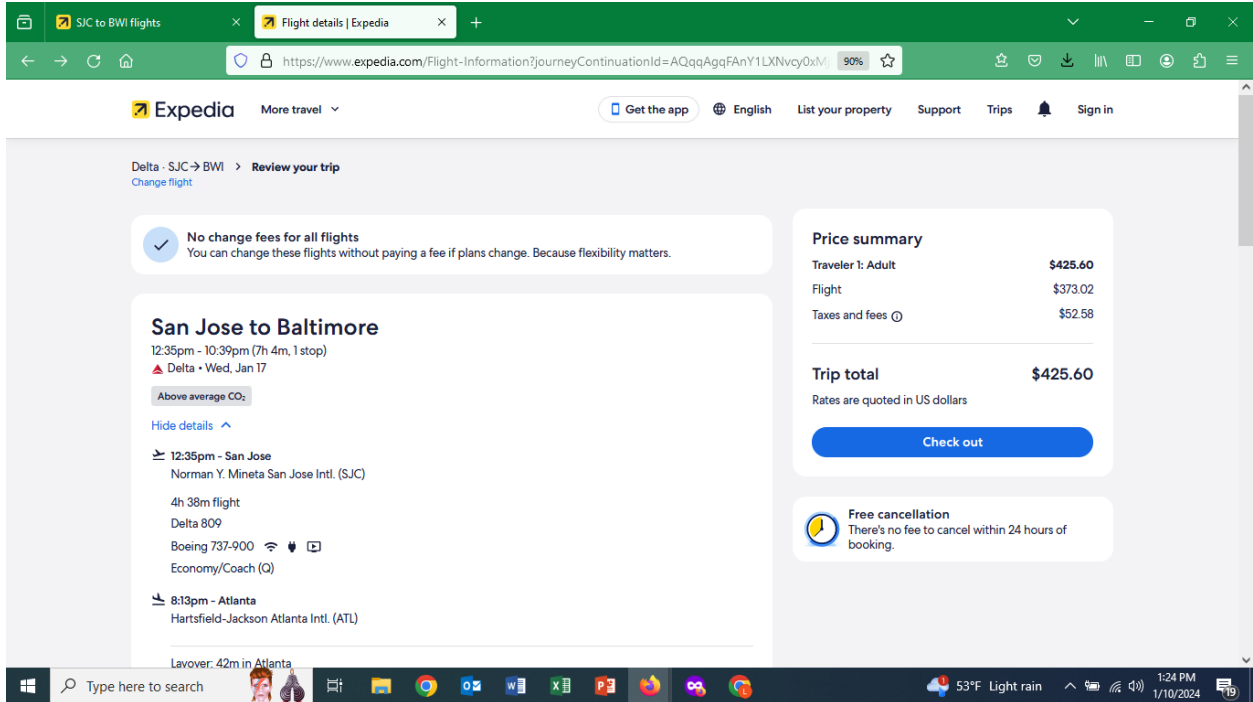 SJC to BWI flights
Flight details | Expedia
https://www.expedia.com/Flight-Information?journeyContinuationId=AQqqAgqFAnY1LXNvcy0xM
90%
Expedia
More travel
Get the app
English
List your property
Support
Trips
Sign in
Delta · SJC → BWI > Review your trip
Change flight
No change fees for all flights
You can change these flights without paying a fee if plans change. Because flexibility matters.
San Jose to Baltimore
12:35pm - 10:39pm (7h 4m, 1 stop)
Delta • Wed, Jan 17
Above average CO₂
Hide details
12:35pm - San Jose
Norman Y. Mineta San Jose Intl. (SJC)
4h 38m flight
Delta 809
Boeing 737-900
Economy/Coach (Q)
8:13pm - Atlanta
Hartsfield-Jackson Atlanta Intl. (ATL)
Layover: 42m in Atlanta
Price summary
Traveler 1: Adult $425.60
Flight $373.02
Taxes and fees $52.58
Trip total $425.60
Rates are quoted in US dollars
Check out
Free cancellation
There's no fee to cancel within 24 hours of
booking.
Type here to search
53°F Light rain
1:24 PM
1/10/2024
19